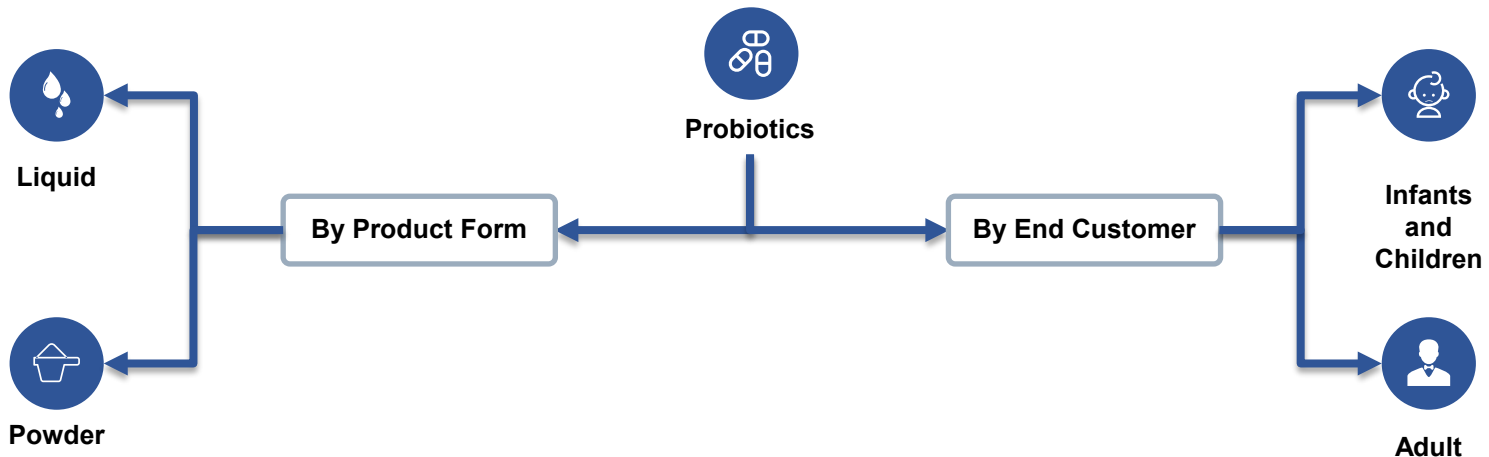 Probiotics
Liquid
By Product Form
By End Customer
Infants
and
Children
Powder
Adult